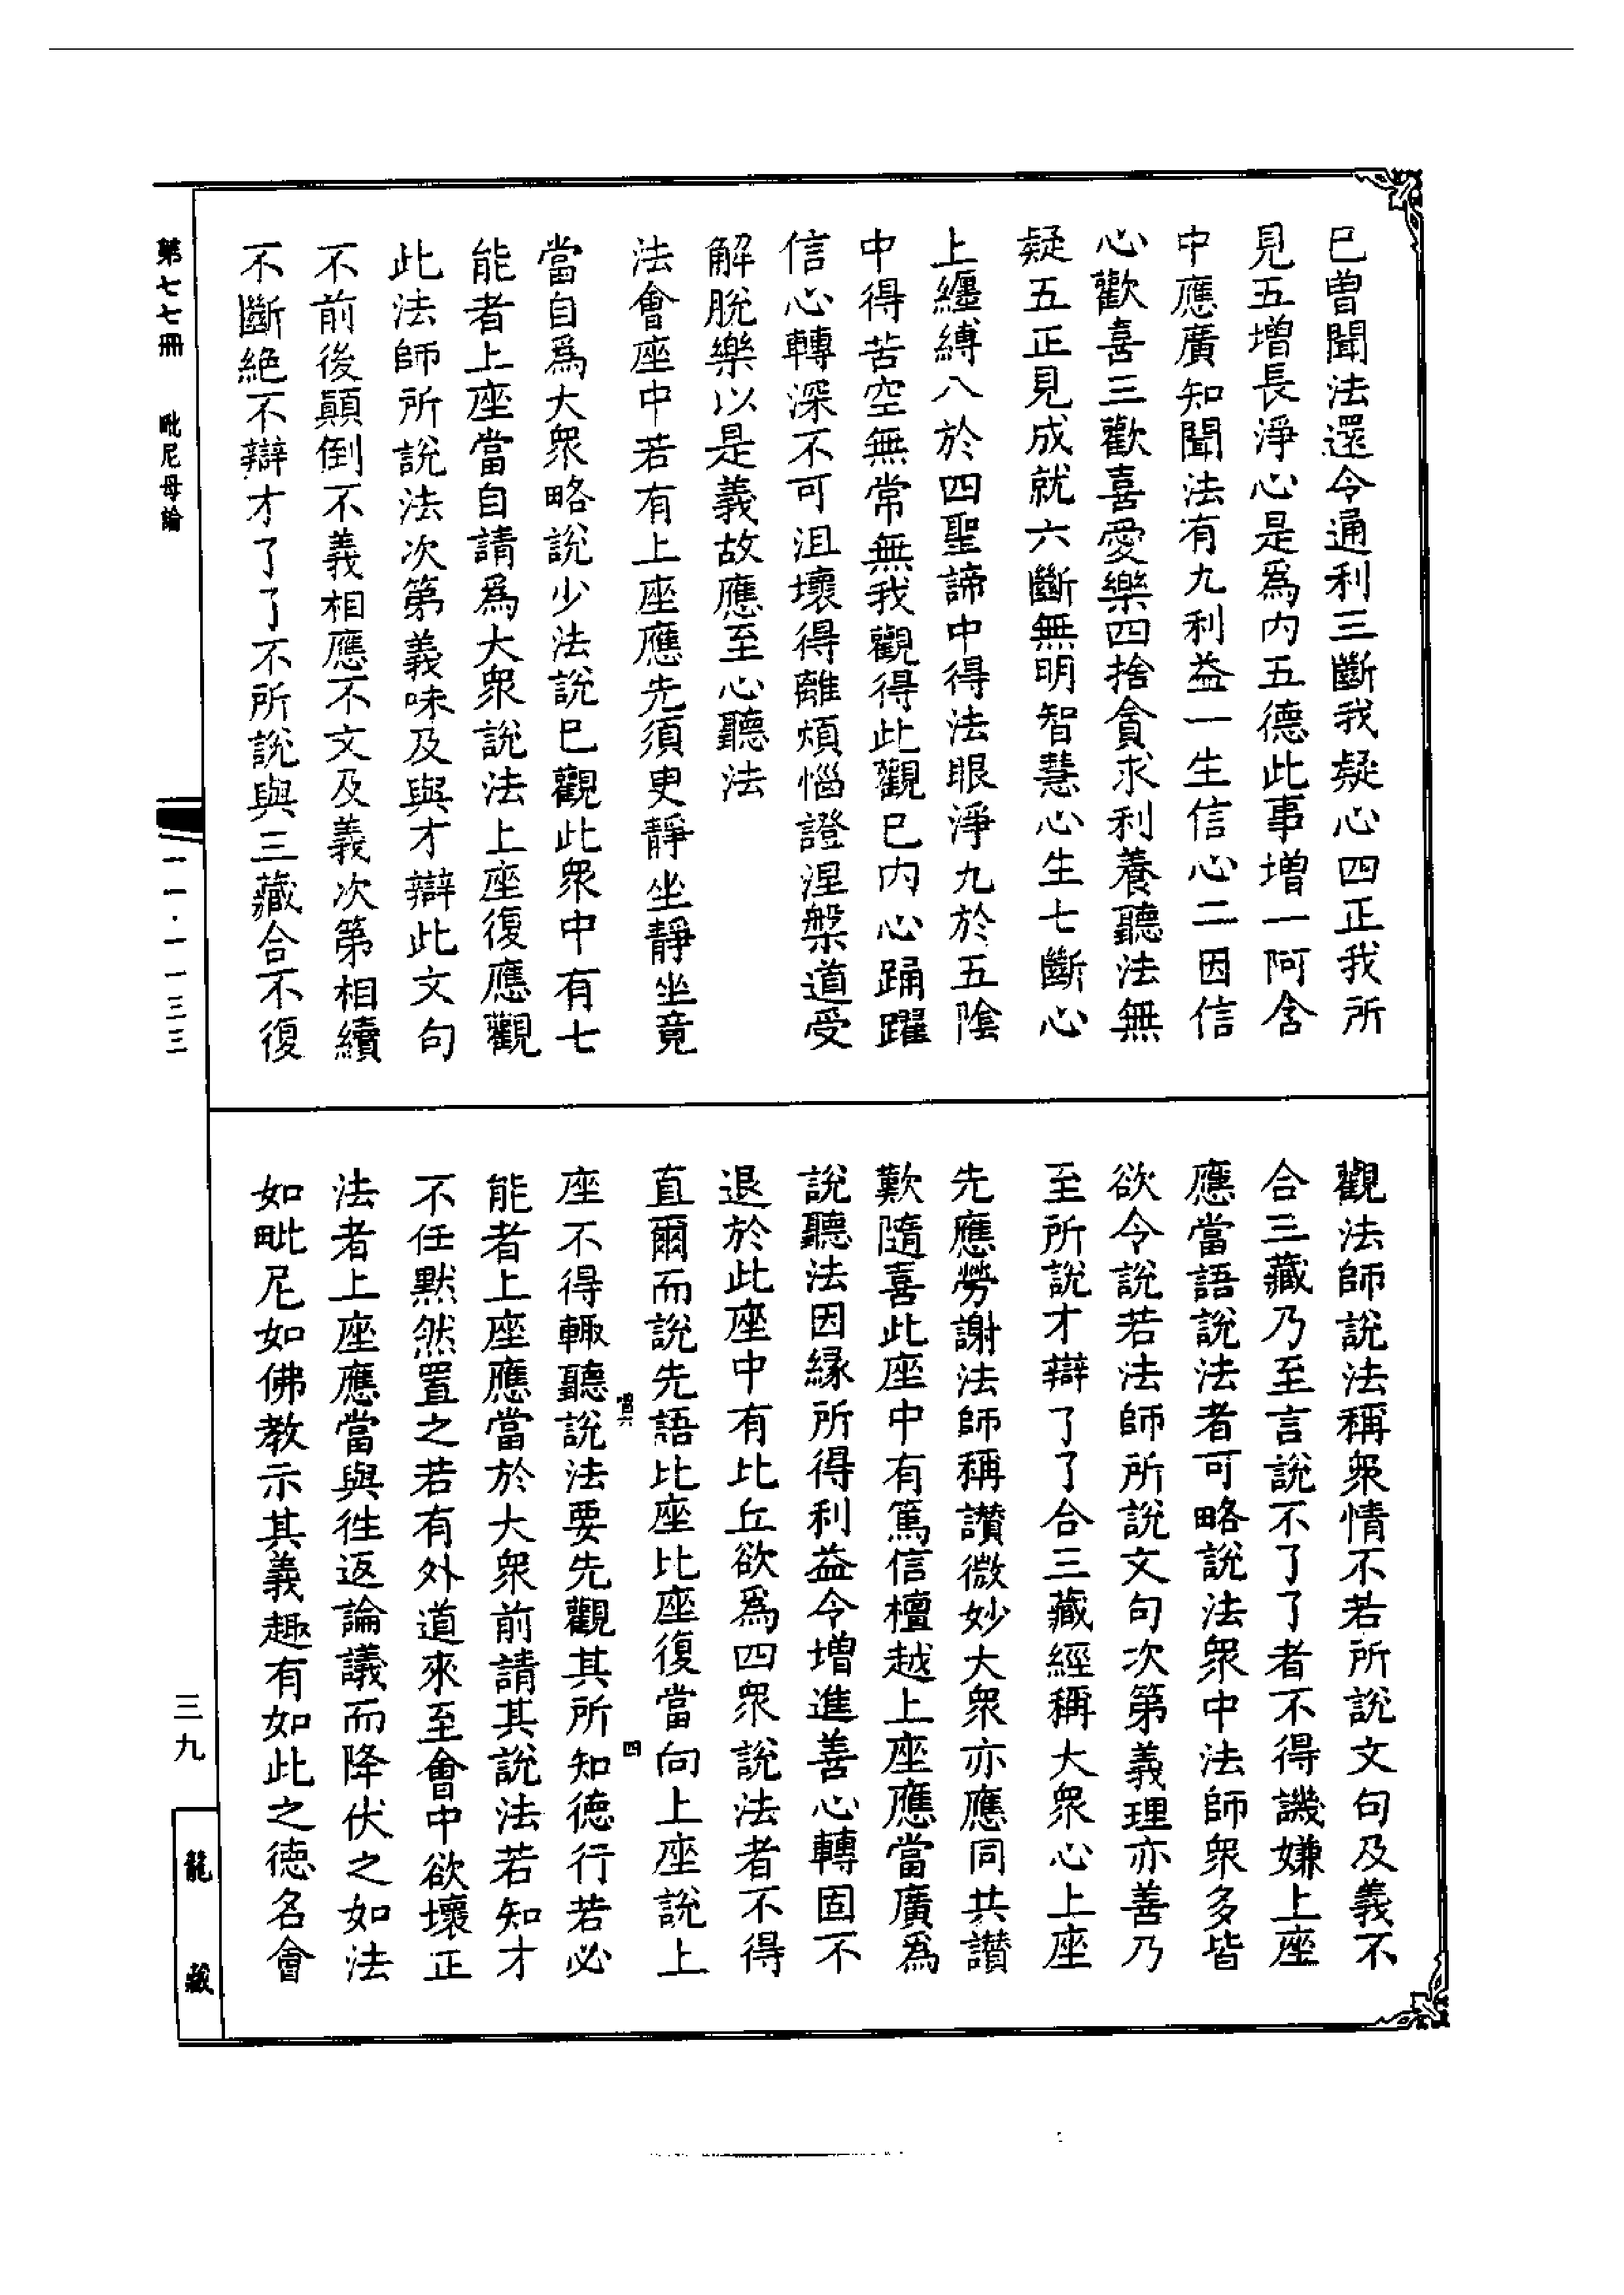 已曽聞法還令通利三斷我疑心四正我所
見五增長淨心是爲内五德此事增一阿含
中應廣知聞法有九利益一生信心二因信
心歡喜三歡喜愛樂四捨貪求利養聽法無
疑五正見成就六斷無明智慧心生七斷心
上纒縛八於四聖諦中得法眼淨九於五陰
中得苦空無常無我觀得此觀已内心踊躍
信心轉深不可沮壞得離煩惱證涅槃道受
解脫樂以是義故應至心聽法
法會座中若有上座應先須臾靜坐靜坐竟
當自爲大衆略說少法說已觀此衆中有七
能者上座當自請爲大衆說法上座復應觀
此法師所說法次第義味及與才辯此文句
不前後顛倒不義相應不文及義次第相續
不斷絶不辯才了了不所說與三藏合不復
觀法師說法稱衆情不若所說文句及義不
合三藏乃至言說不了了者不得譏嫌上座
應當語說法者可略說法衆中法師衆多皆
欲令說若法師所說文句次第義理亦善乃
至所說才辯了了合三藏經稱大衆心上座
先應勞謝法師稱讚微妙大衆亦應同共讚
歎隨喜此座中有篤信檀越上座應當廣爲
說聽法因緣所得利益令增進善心轉固不
退於此座中有比丘欲爲四衆說法者不得
直爾而說先語比座比座復當向上座說上
座不得輙聽說法要先觀其所知德行若必
能者上座應當於大衆前請其說法若知才
不任默然置之若有外道來至會中欲壞正
法者上座應當與徃返論議而降伏之如法
如毗尼如佛教示其義趣有如此之德名會
四
第七七冊　毗尼母論
一一·一一三三
三九
龍藏